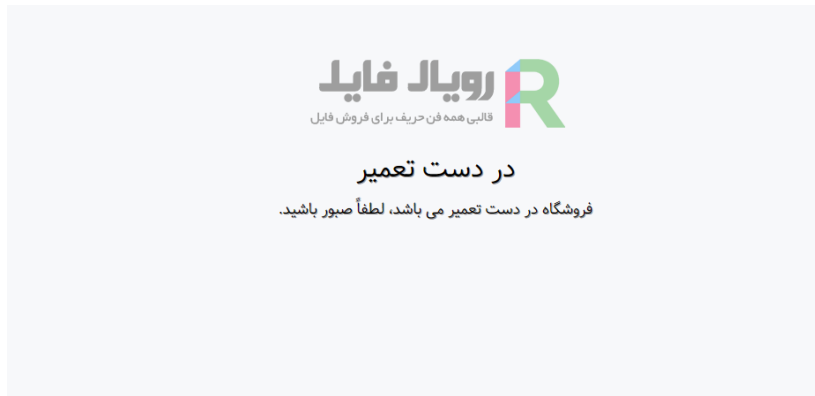 رویال فایل
قالبی همه فن حریف برای فروش فایل
در دست تعمیر
فروشگاه در دست تعمیر می باشد، لطفاً صبور باشید.